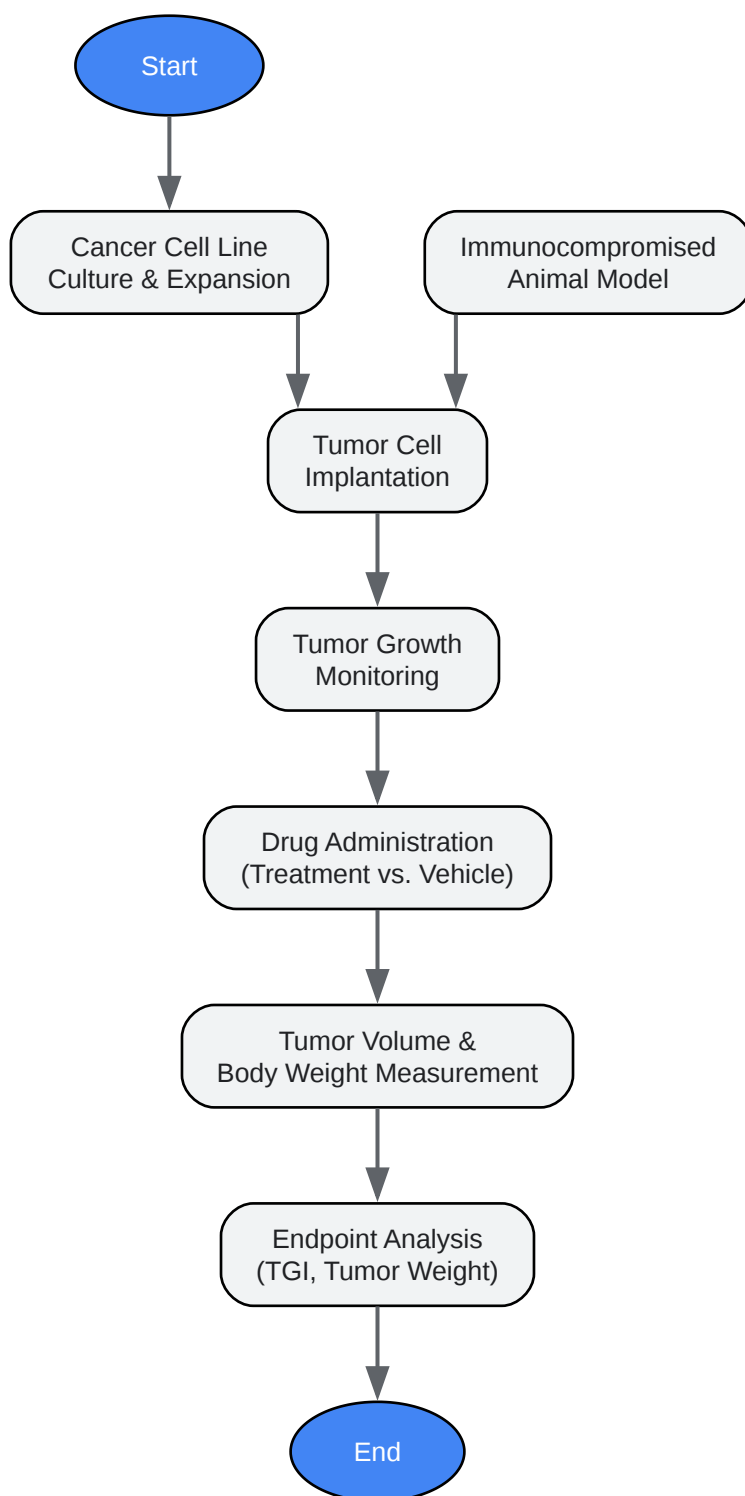 Start
Cancer Cell Line
Culture & Expansion
Immunocompromised
Animal Model
Tumor Cell
Implantation
Tumor Growth
Monitoring
Drug Administration
(Treatment vs. Vehicle)
Tumor Volume &
Body Weight Measurement
Endpoint Analysis
(TGI, Tumor Weight)
End